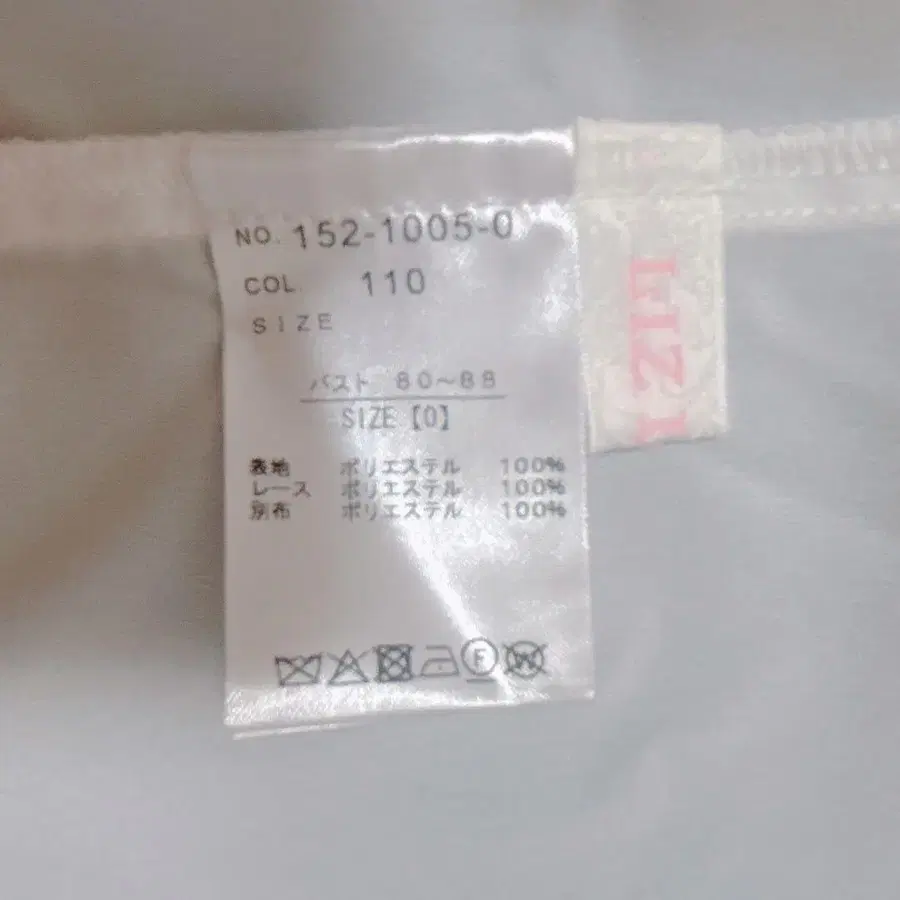 NO. 152-1005-0
COL. 110
SIZE
バスト 80~88
SIZE【0】
表地 ポリエステル 100%
レース ポリエステル 100%
別布 ポリエステル 100%
LIZ